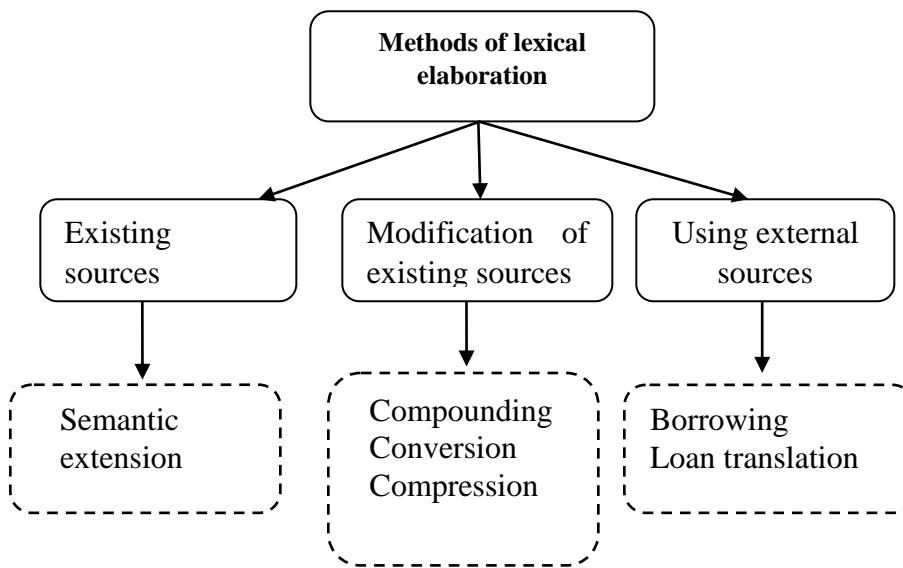 Methods of lexical
elaboration
Existing
sources
Modification of
existing sources
Using external
sources
Semantic
extension
Compounding
Conversion
Compression
Borrowing
Loan translation